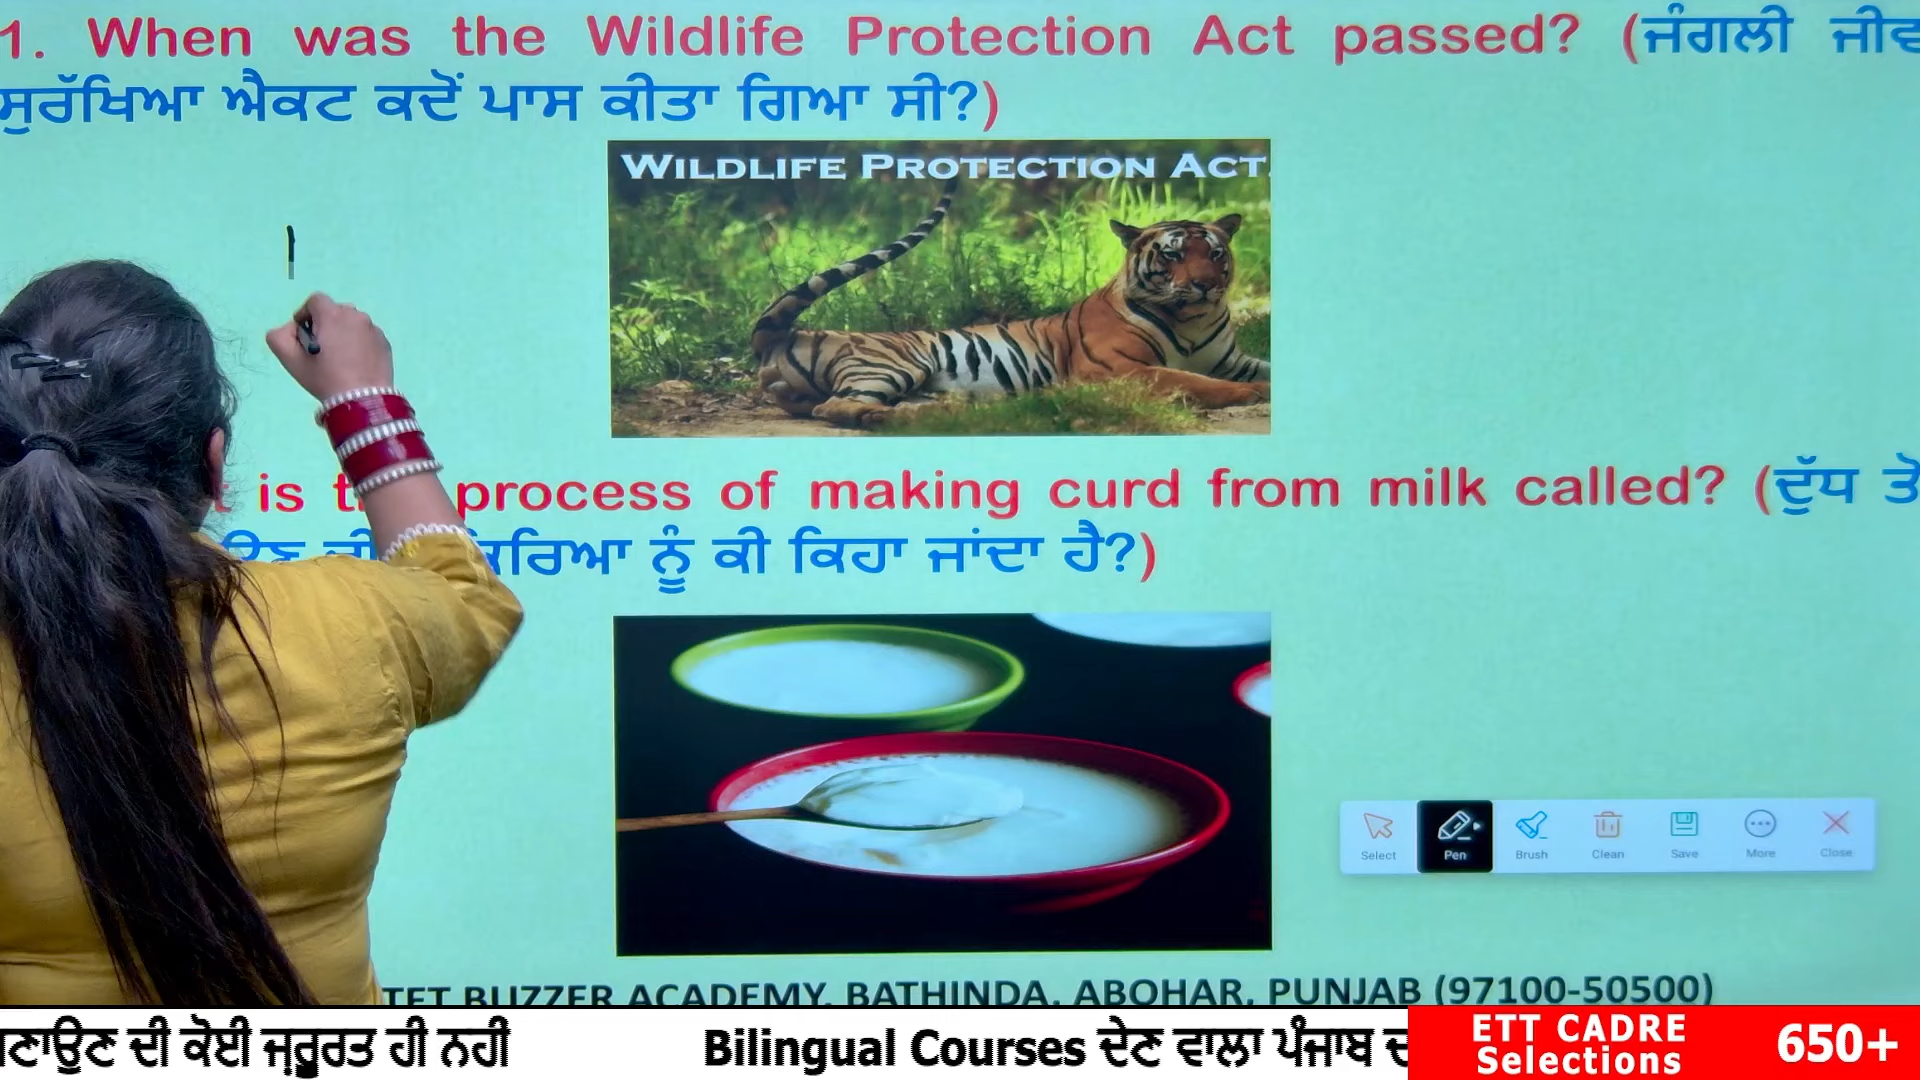 1. When was the Wildlife Protection Act passed? (ਜੰਗਲੀ ਜੀਵ
ਸੁਰੱਖਿਆ ਐਕਟ ਕਦੋਂ ਪਾਸ ਕੀਤਾ ਗਿਆ ਸੀ?)
WILDLIFE PROTECTION ACT
is process of making curd from milk called? (ਦੁੱਧ ਤੋਂ
ਨੂੰ ਕੀ ਕਿਹਾ ਜਾਂਦਾ ਹੈ?)
Select Pen Brush Clean Save More Close
TET BUZZER ACADEMY, BATHINDA, ABOHAR, PUNJAB (97100-50500)
ਦੀ ਕੋਈ ਜ਼ਰੂਰਤ ਹੀ ਨਹੀ Bilingual Courses ਦੇਣ ਵਾਲਾ ਪੰਜਾਬ
ETT CADRE
Selections
650+